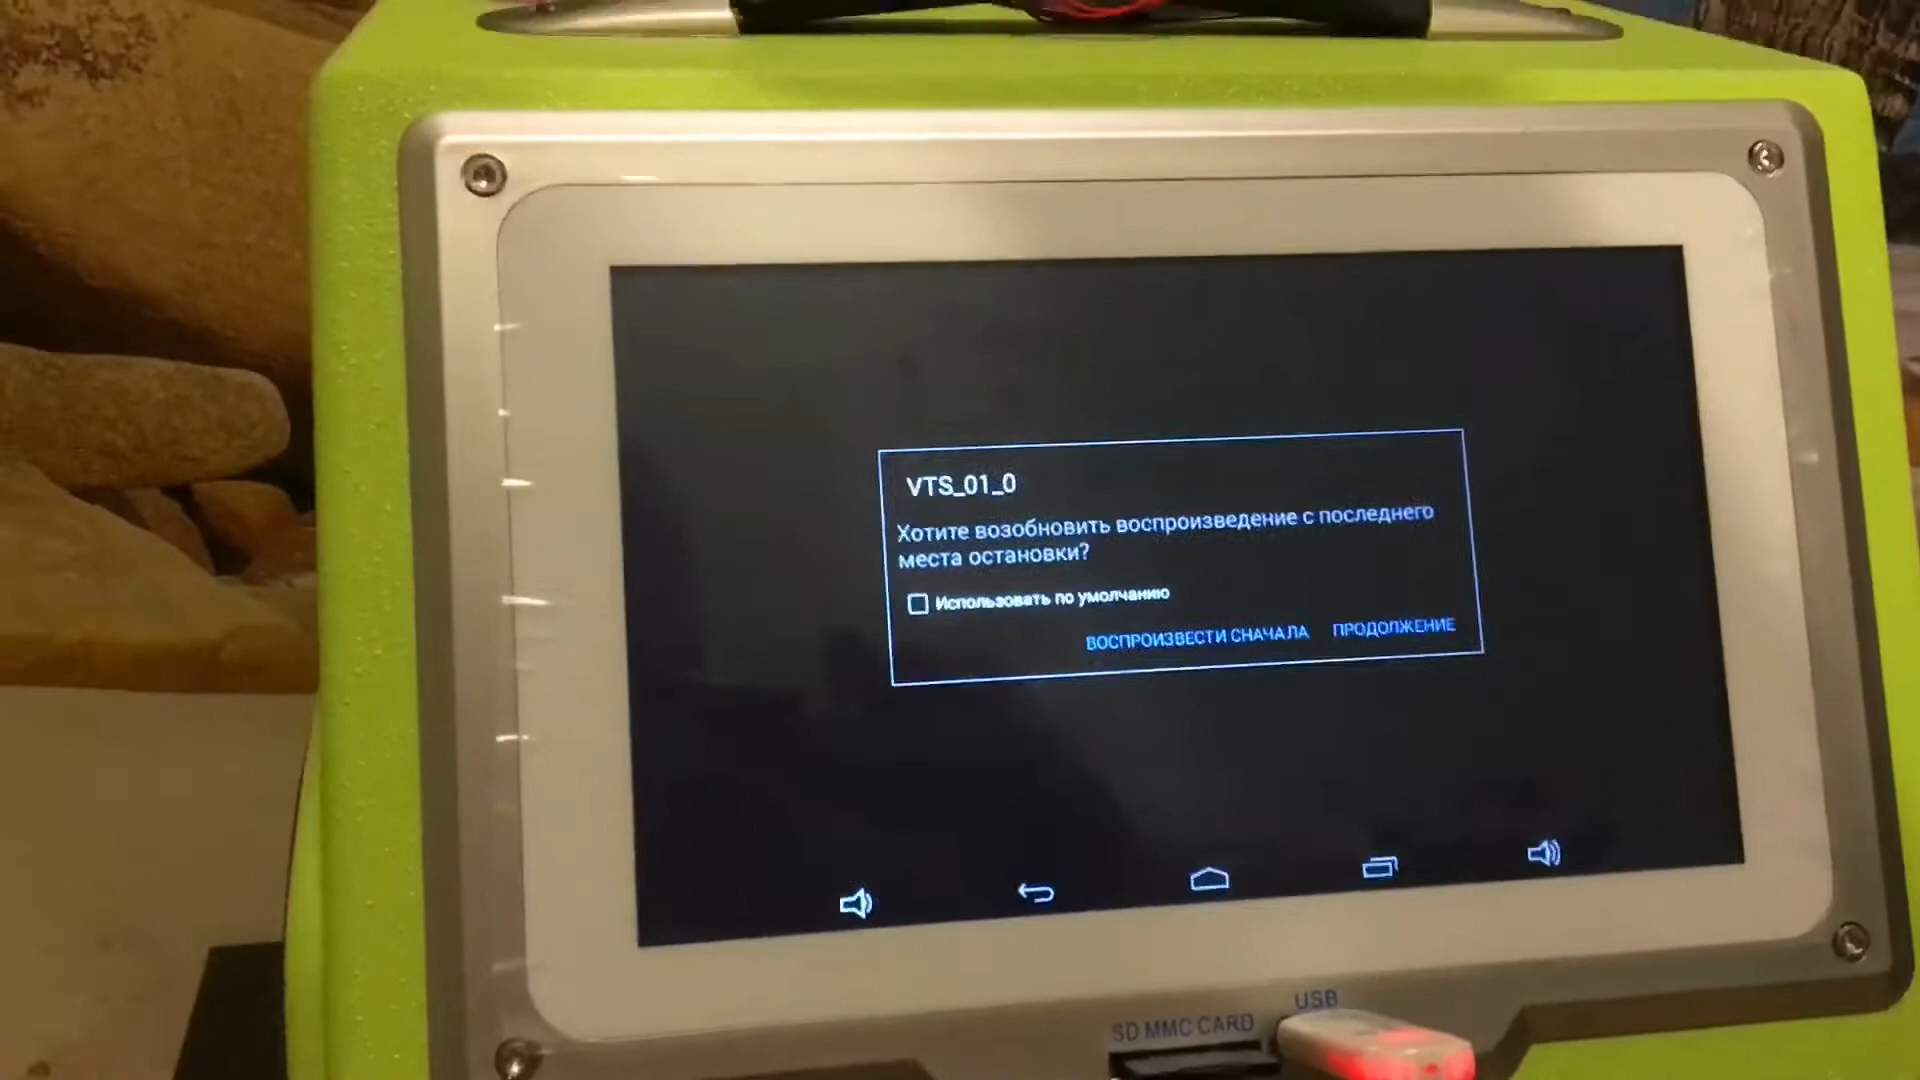 VTS_01_0
Хотите возобновить воспроизведение с последнего
места остановки?
Использовать по умолчанию
ВОСПРОИЗВЕСТИ СНАЧАЛА ПРОДОЛЖЕНИЕ
USB
SD MMC CARD